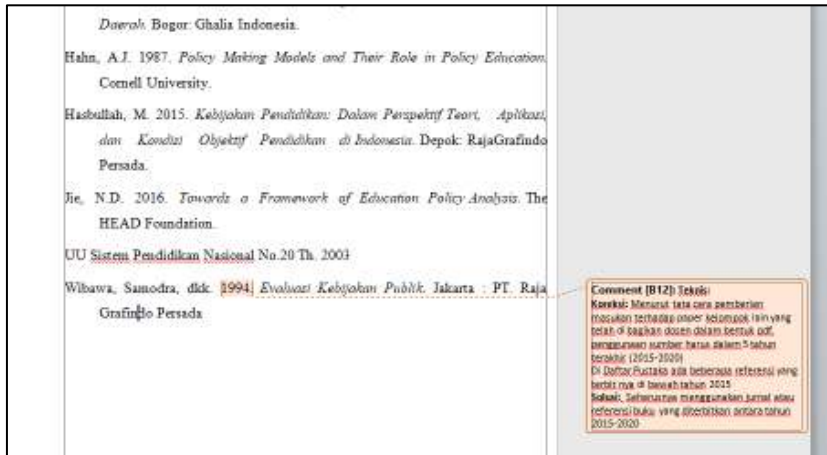 Daerah. Bogor: Ghalia Indonesia.
Hahn, A.J. 1987. Policy Making Models and Their Role in Policy Education.
Cornell University.
Hasbullah, M. 2015. Kebijakan Pendidikan: Dalam Perspektif Teori, Aplikasi,
dan Kondisi Objektif Pendidikan di Indonesia. Depok: RajaGrafindo
Persada.
Jie, N.D. 2016. Towards a Framework of Education Policy Analysis. The
HEAD Foundation.
UU Sistem Pendidikan Nasional No.20 Th. 2003
Wibawa, Samodra, dkk. 1994. Evaluasi Kebijakan Publik. Jakarta : PT. Raja
Grafindo Persada
Comment [B12]: Teknis:
Koreksi: Menurut tata cara pemberian
masukan terhadap paper kelompok lain yang
telah di bagikan dosen dalam bentuk pdf,
penggunaan sumber harus dalam 5 tahun
terakhir (2015-2020)
Di Daftar Pustaka ada beberapa referensi yang
terbit nya di bawah tahun 2015
Solusi: Seharusnya menggunakan jurnal atau
referensi buku yang diterbitkan antara tahun
2015-2020